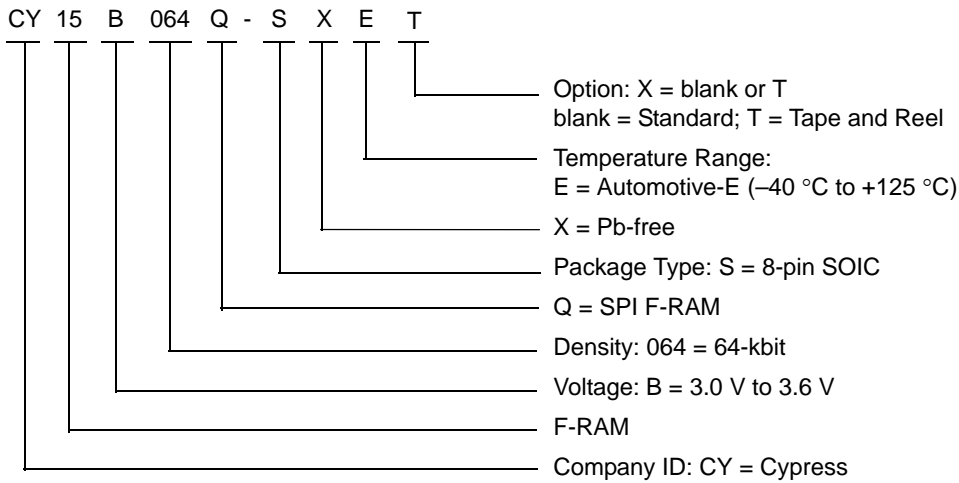 CY 15 B 064 Q - S X E T
Option: X = blank or T
blank = Standard; T = Tape and Reel
Temperature Range:
E = Automotive-E (–40 °C to +125 °C)
X = Pb-free
Package Type: S = 8-pin SOIC
Q = SPI F-RAM
Density: 064 = 64-kbit
Voltage: B = 3.0 V to 3.6 V
F-RAM
Company ID: CY = Cypress